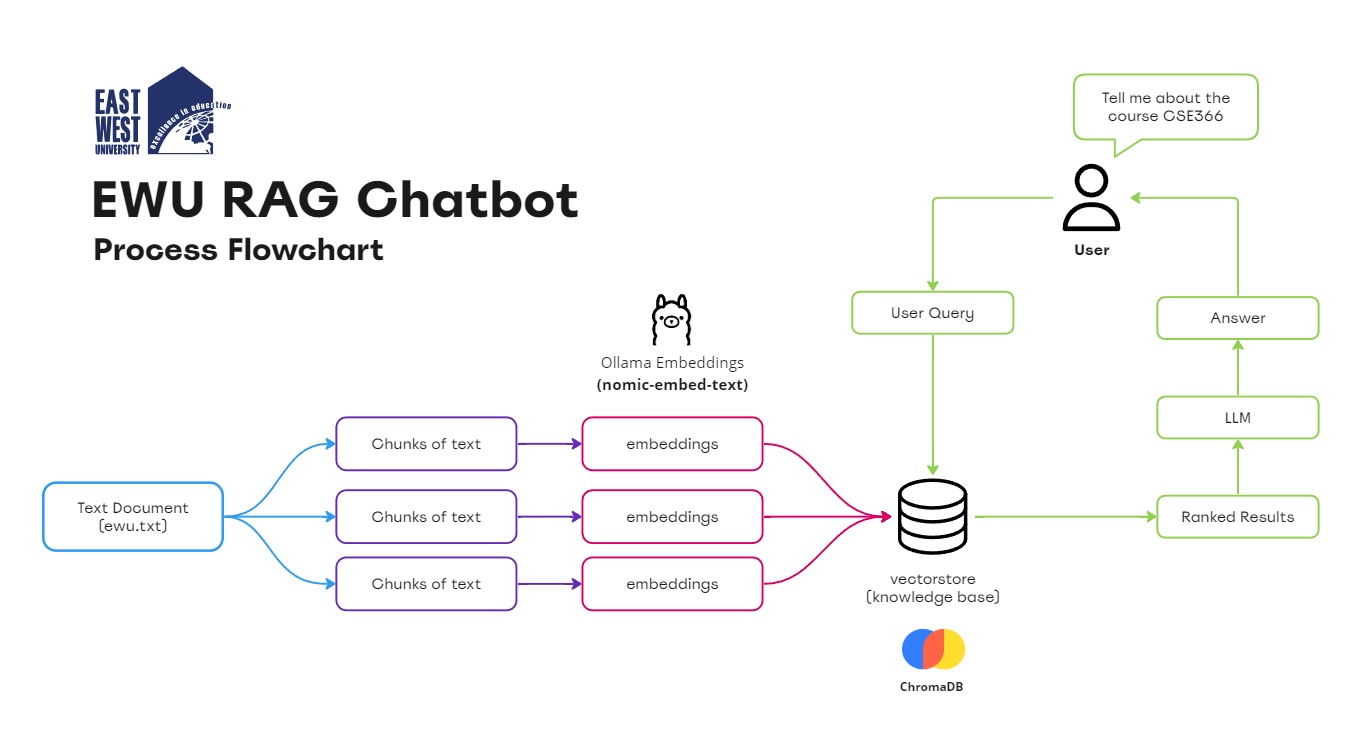 EAST
WEST
UNIVERSITY
excellence in education
EWU RAG Chatbot
Process Flowchart
Tell me about the
course CSE366
User
User Query
Answer
Ollama Embeddings
(nomic-embed-text)
LLM
Chunks of text
embeddings
Text Document
(ewu.txt)
Chunks of text
embeddings
Ranked Results
Chunks of text
embeddings
vectorstore
(knowledge base)
ChromaDB